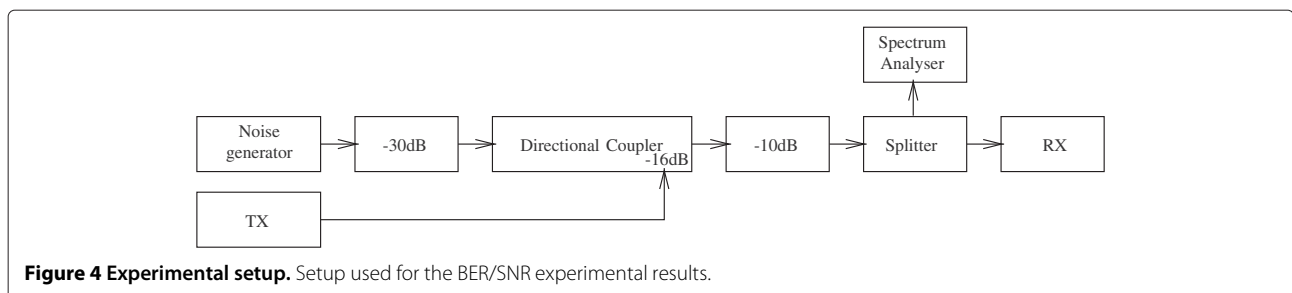 Spectrum
Analyser
Noise
generator
-30dB
Directional Coupler
-16dB
-10dB
Splitter
RX
TX
Figure 4 Experimental setup. Setup used for the BER/SNR experimental results.